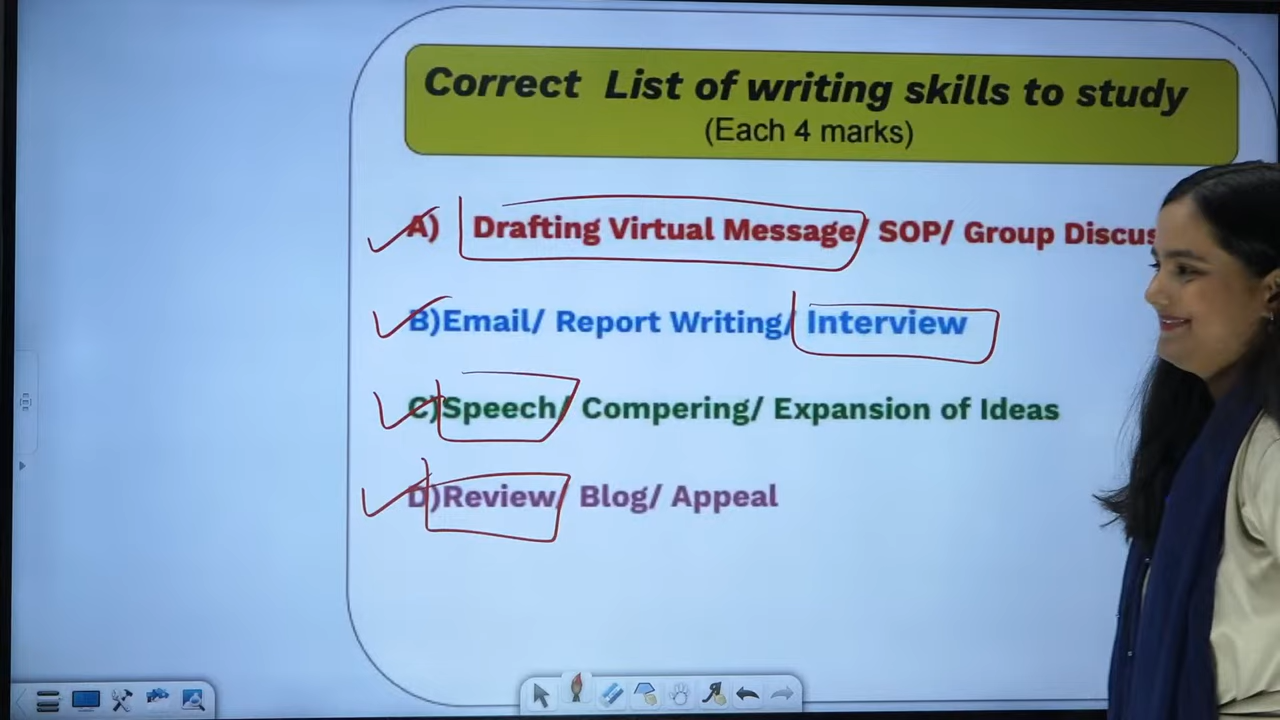 Correct List of writing skills to study
(Each 4 marks)
A) Drafting Virtual Message/ SOP/ Group Discus
B)Email/ Report Writing/ Interview
C)Speech/ Compering/ Expansion of Ideas
D)Review/ Blog/ Appeal